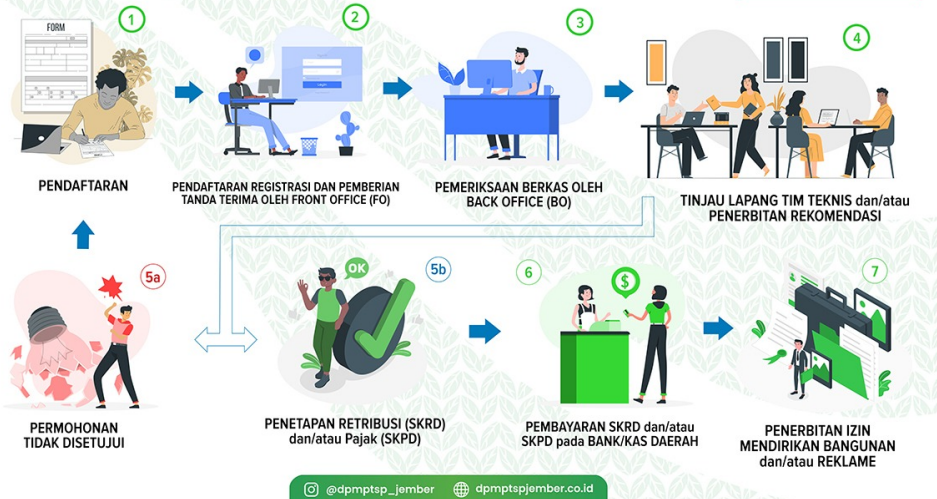 FORM
1
PENDAFTARAN
2
PENDAFTARAN REGISTRASI DAN PEMBERIAN
TANDA TERIMA OLEH FRONT OFFICE (FO)
3
PEMERIKSAAN BERKAS OLEH
BACK OFFICE (BO)
4
TINJAU LAPANG TIM TEKNIS dan/atau
PENERBITAN REKOMENDASI
5a
PERMOHONAN
TIDAK DISETUJUI
OK
5b
PENETAPAN RETRIBUSI (SKRD)
dan/atau Pajak (SKPD)
6
$
PEMBAYARAN SKRD dan/atau
SKPD pada BANK/KAS DAERAH
7
PENERBITAN IZIN
MENDIRIKAN BANGUNAN
dan/atau REKLAME
@dpmptsp_jember dpmptspjember.co.id